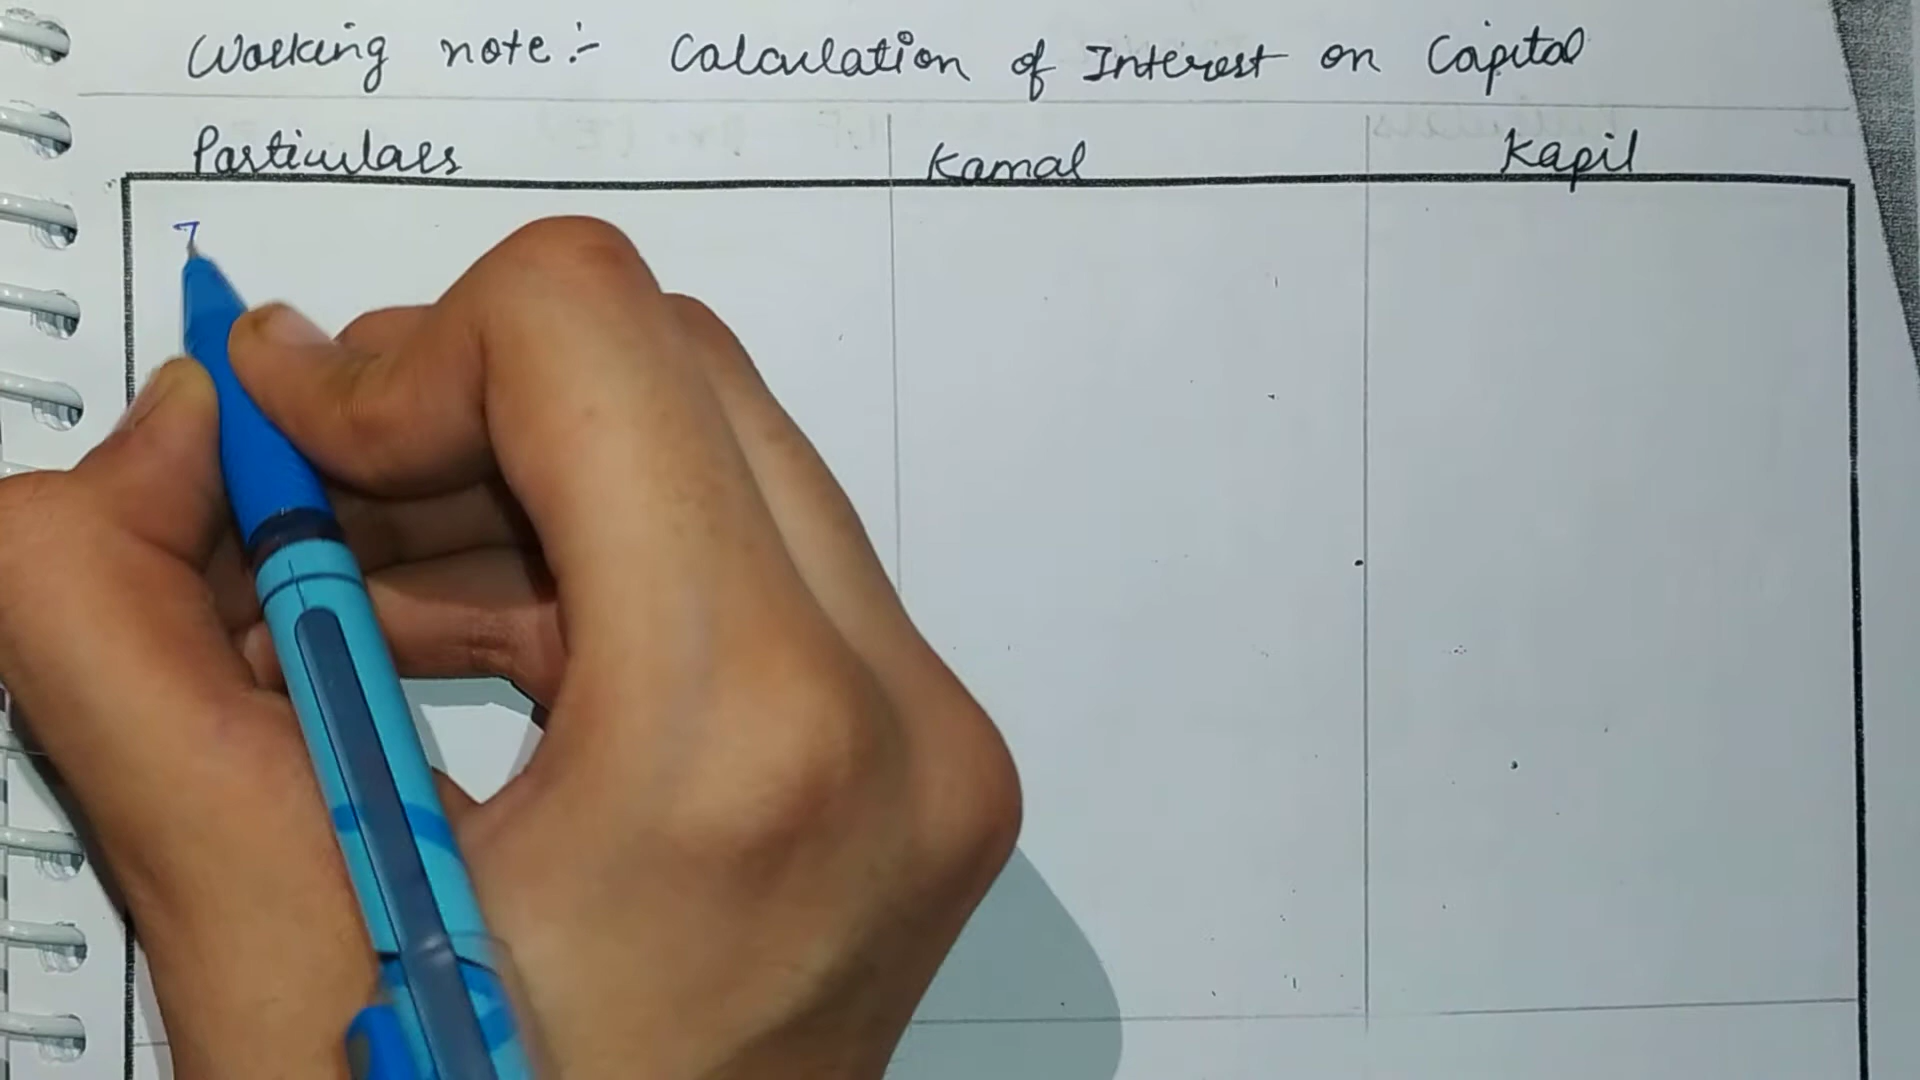 Working note:- Calculation of Interest on Capital
Particulars Kamal Kapil